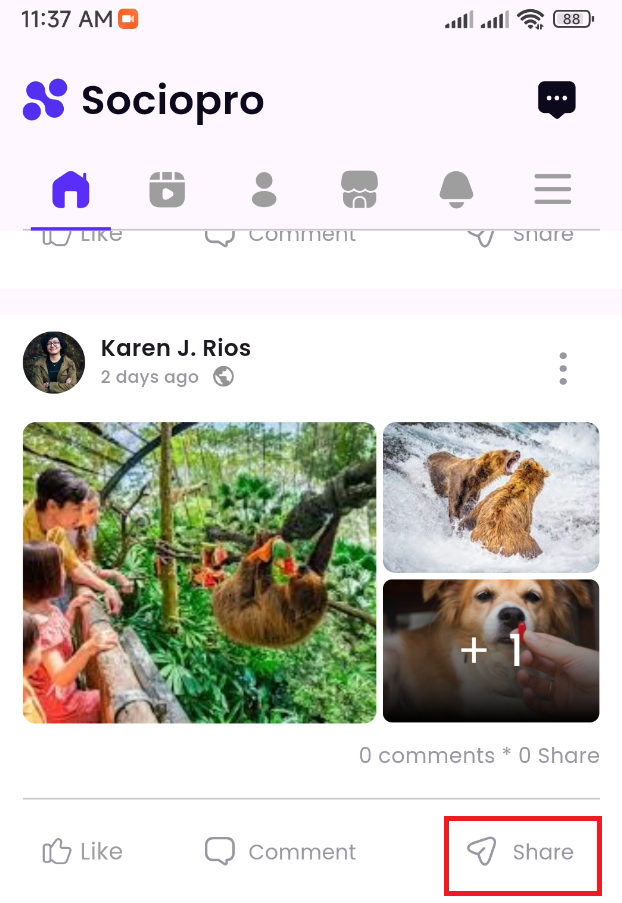 11:37 AM 88
Sociopro
Like Comment Share
Karen J. Rios
2 days ago
+ 1
0 comments * 0 Share
Like Comment Share